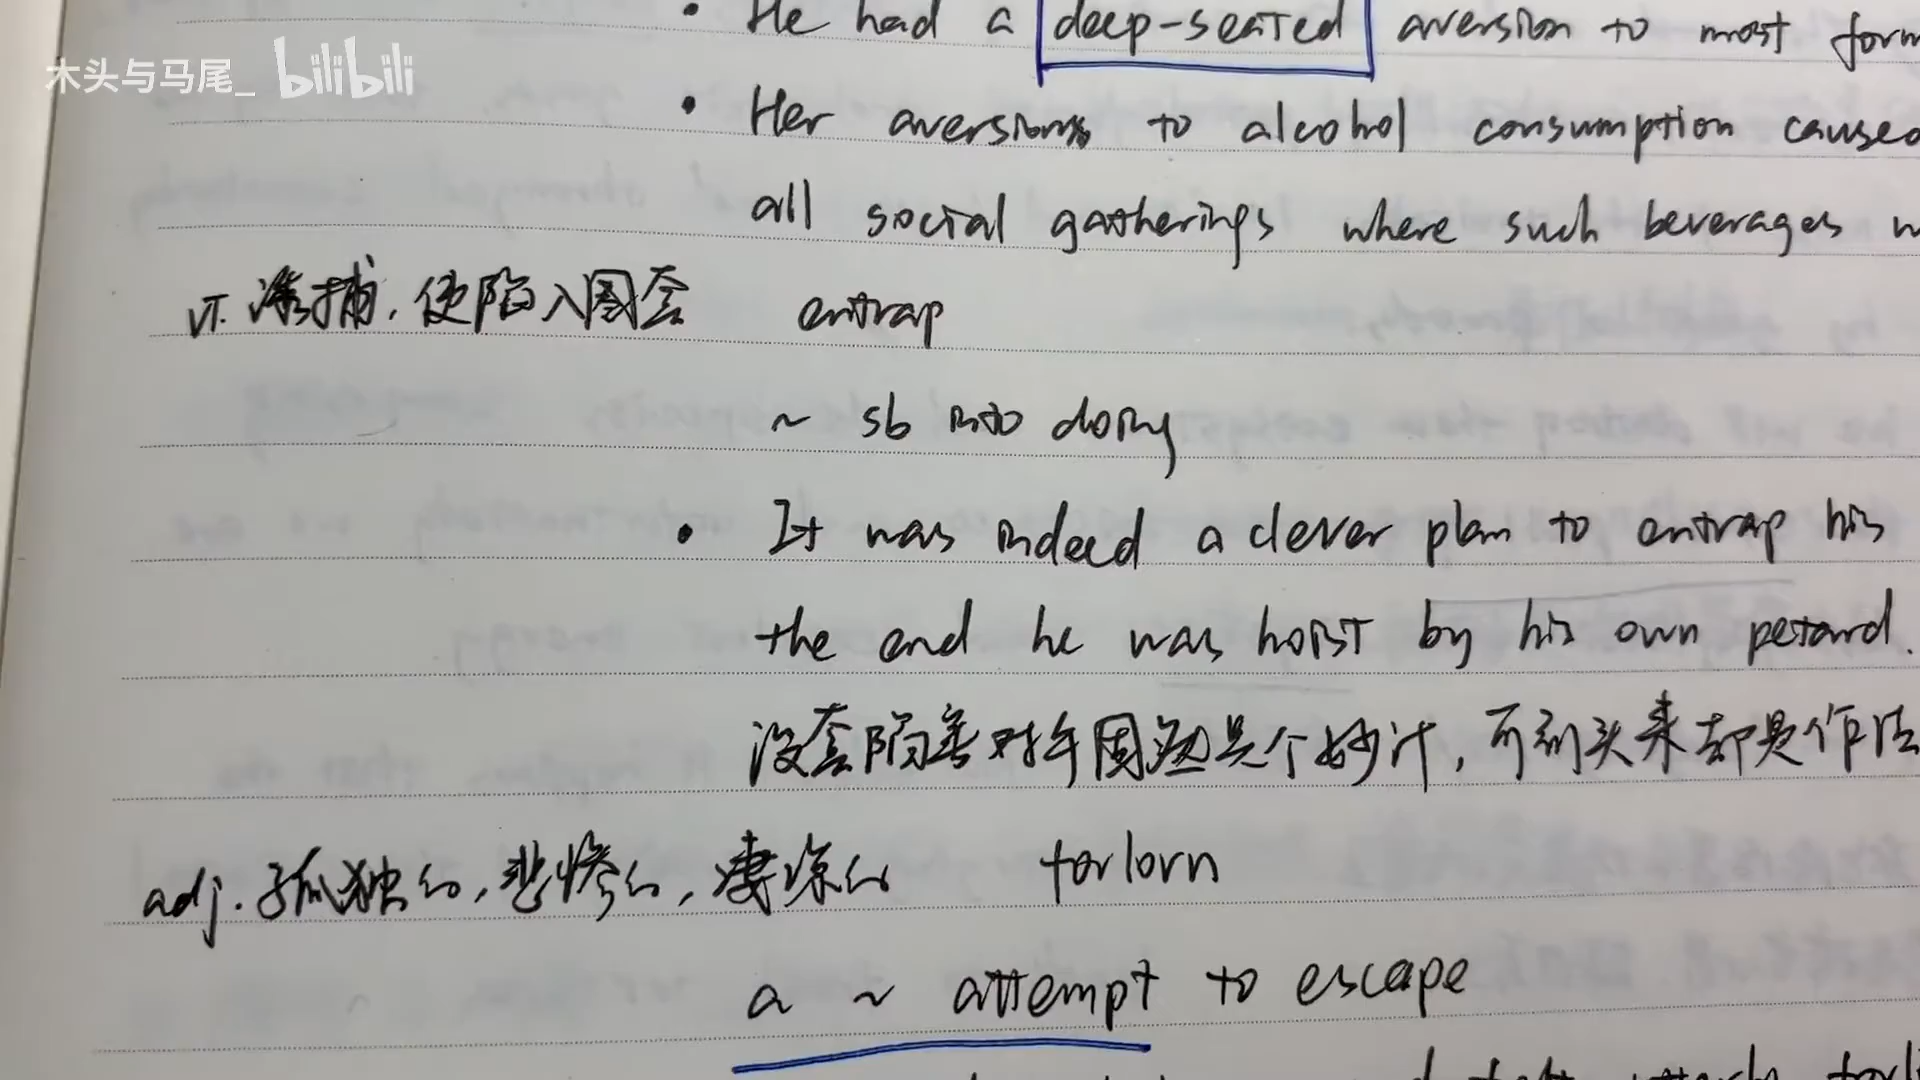 木头与马尾_ bilibili
• He had a deep-seated aversion to most form
• Her aversions to alcohol consumption caused
all social gatherings where such beverages w
vt. 诱捕, 使陷入圈套 entrap
~ sb into doing
• It was indeed a clever plan to entrap his
the end he was hoist by his own petard.
设套陷害对手固然是个妙计, 可到头来却是作法
adj. 孤独的, 悲惨的, 凄凉的 forlorn
a ~ attempt to escape